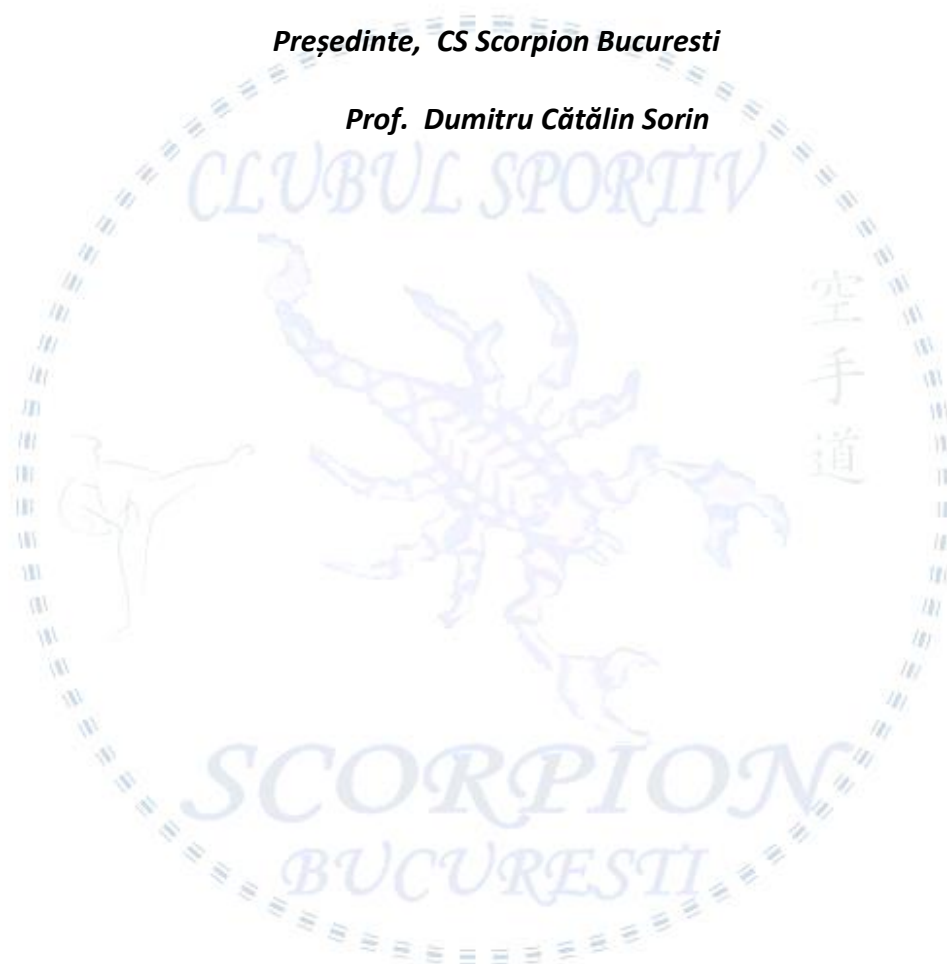 Președinte, CS Scorpion Bucuresti
Prof. Dumitru Cătălin Sorin
CLUBUL SPORTIV
空
手
道
SCORPION
BUCURESTI